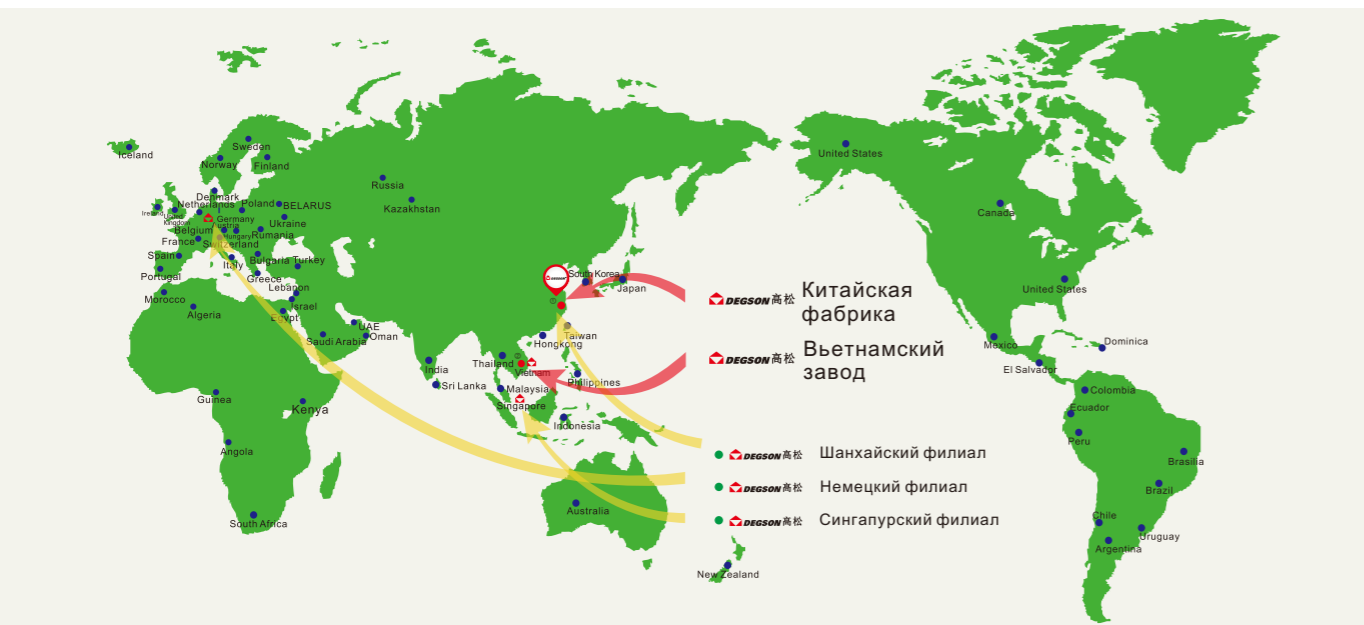 Iceland
Sweden
Norway
Finland
Russia
Kazakhstan
Denmark
Netherlands
Poland
BELARUS
Ireland
United
Kingdom
Germany
Ukraine
Austria
Belgium
Hungary
Rumania
France
Switzerland
Spain
Italy
Bulgaria
Turkey
Portugal
Greece
Lebanon
Morocco
Israel
Algeria
Egypt
UAE
Saudi Arabia
Oman
Guinea
Kenya
Angola
South Africa
India
Sri Lanka
DEGSON
South Korea
Japan
Taiwan
Hongkong
Thailand
Vietnam
Philippines
Malaysia
Singapore
Indonesia
Australia
New Zealand
United States
Canada
United States
Mexico
Dominica
El Salvador
Colombia
Ecuador
Peru
Brasilia
Brazil
Chile
Uruguay
Argentina
DEGSON高松 Китайская
фабрика
DEGSON高松 Вьетнамский
завод
DEGSON高松 Шанхайский филиал
DEGSON高松 Немецкий филиал
DEGSON高松 Сингапурский филиал